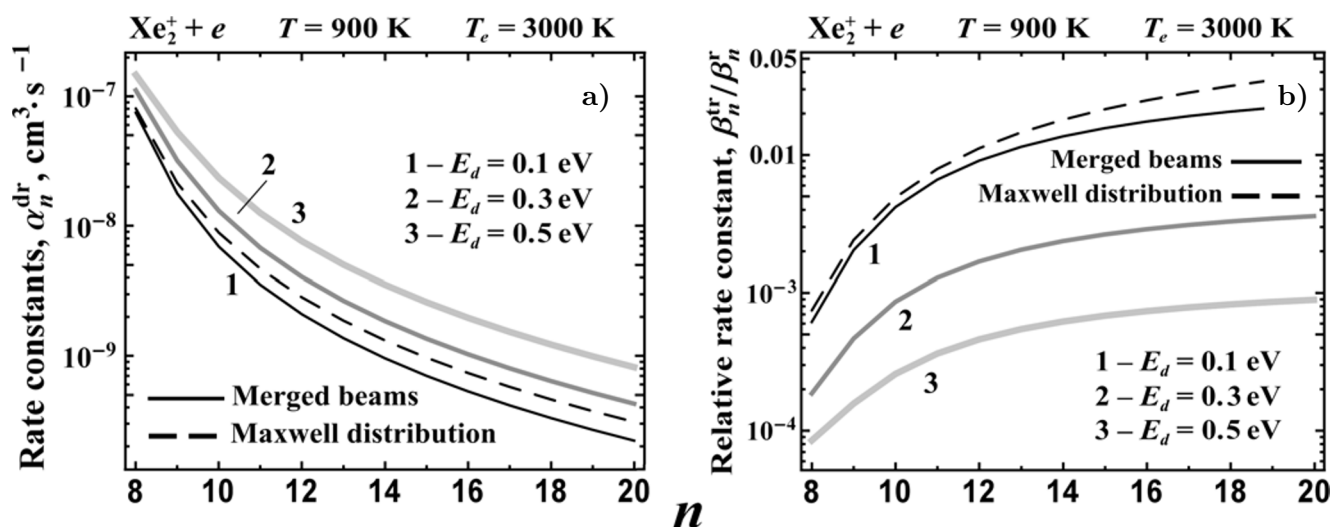 Xe₂⁺ + e T = 900 K Tₑ = 3000 K
a)
Rate constants, αₙᵈʳ, cm³· s ⁻¹
10⁻⁷
10⁻⁸
10⁻⁹
1 – E_d = 0.1 eV
2 – E_d = 0.3 eV
3 – E_d = 0.5 eV
2
3
1
Merged beams
Maxwell distribution
8 10 12 14 16 18 20
Xe₂⁺ + e T = 900 K Tₑ = 3000 K
b)
Relative rate constant, βₙᵗʳ/βₙʳ
0.05
0.01
10⁻³
10⁻⁴
Merged beams
Maxwell distribution
1
2
3
1 – E_d = 0.1 eV
2 – E_d = 0.3 eV
3 – E_d = 0.5 eV
8 10 12 14 16 18 20
n